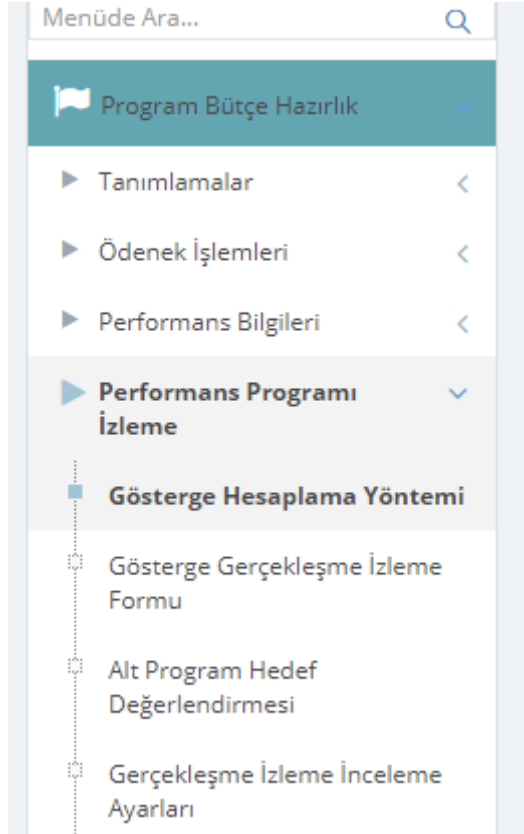 Menüde Ara...
Program Bütçe Hazırlık
Tanımlamalar
Ödenek İşlemleri
Performans Bilgileri
Performans Programı
İzleme
Gösterge Hesaplama Yöntemi
Gösterge Gerçekleşme İzleme
Formu
Alt Program Hedef
Değerlendirmesi
Gerçekleşme İzleme İnceleme
Ayarları